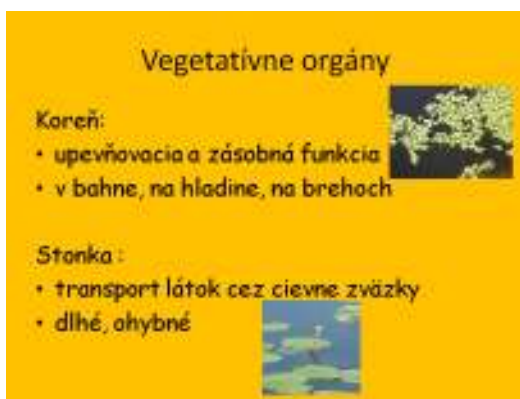 Vegetatívne orgány
Koreň:
• upevňovacia a zásobná funkcia
• v bahne, na hladine, na brehoch
Stonka :
• transport látok cez cievne zväzky
• dlhé, ohybné